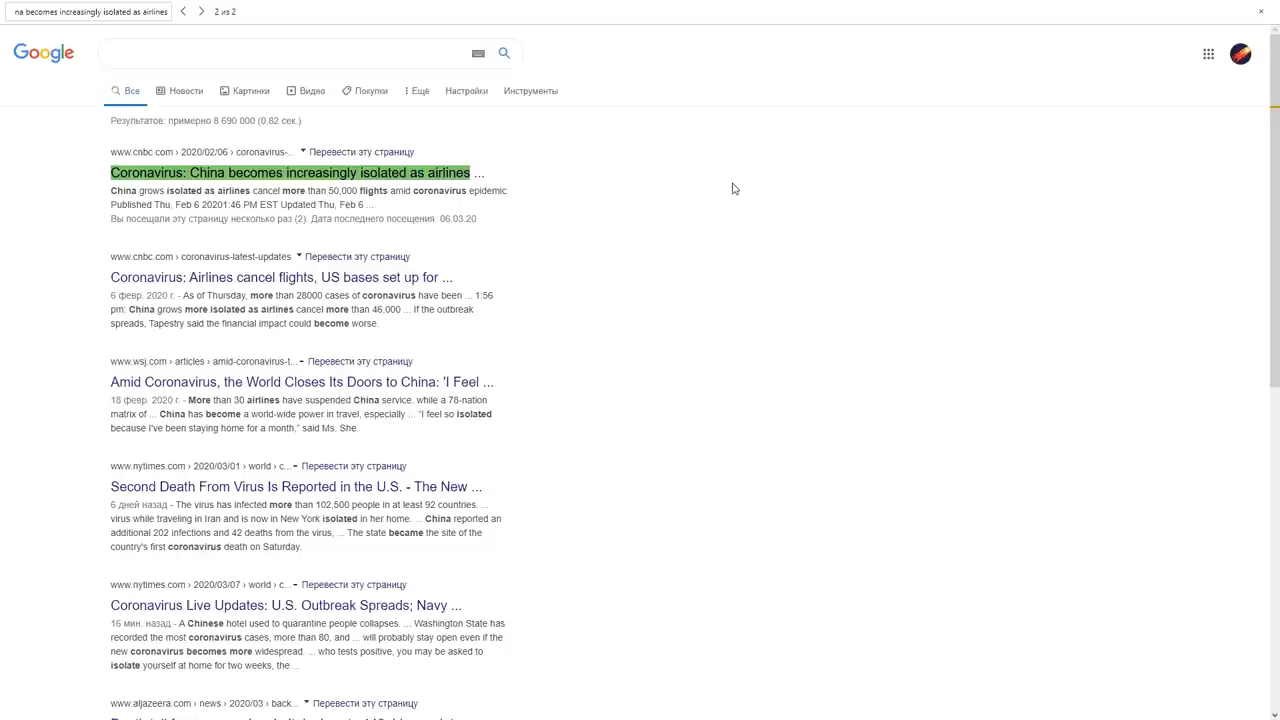 na becomes increasingly isolated as airlines
2 из 2
Google
Все Новости Картинки Видео Покупки Ещё Настройки Инструменты
Результатов: примерно 8 690 000 (0,82 сек.)
www.cnbc.com › 2020/02/06 › coronavirus-... Перевести эту страницу
Coronavirus: China becomes increasingly isolated as airlines ...
China grows isolated as airlines cancel more than 50,000 flights amid coronavirus epidemic.
Published Thu, Feb 6 20201:46 PM EST Updated Thu, Feb 6 ...
Вы посещали эту страницу несколько раз (2). Дата последнего посещения 06.03.20
www.cnbc.com › coronavirus-latest-updates Перевести эту страницу
Coronavirus: Airlines cancel flights, US bases set up for ...
6 февр. 2020 г. - As of Thursday, more than 28000 cases of coronavirus have been ... 1:56
pm: China grows more isolated as airlines cancel more than 46,000 ... If the outbreak
spreads, Tapestry said the financial impact could become worse.
www.wsj.com › articles › amid-coronavirus-t... Перевести эту страницу
Amid Coronavirus, the World Closes Its Doors to China: 'I Feel ...
18 февр. 2020 г. - More than 30 airlines have suspended China service. while a 78-nation
matrix of ... China has become a world-wide power in travel, especially ... “I feel so isolated
because I've been staying home for a month,” said Ms. She.
www.nytimes.com › 2020/03/01 › world › c... Перевести эту страницу
Second Death From Virus Is Reported in the U.S. - The New ...
6 дней назад - The virus has infected more than 102,500 people in at least 92 countries. ...
virus while traveling in Iran and is now in New York isolated in her home. ... China reported an
additional 202 infections and 42 deaths from the virus, ... The state became the site of the
country's first coronavirus death on Saturday.
www.nytimes.com › 2020/03/07 › world › c... Перевести эту страницу
Coronavirus Live Updates: U.S. Outbreak Spreads; Navy ...
16 мин. назад - A Chinese hotel used to quarantine people collapses. ... Washington State has
recorded the most coronavirus cases, more than 80, and ... will probably stay open even if the
new coronavirus becomes more widespread. ... who tests positive, you may be asked to
isolate yourself at home for two weeks, the ...
www.aljazeera.com › news › 2020/03 › back... Перевести эту страницу